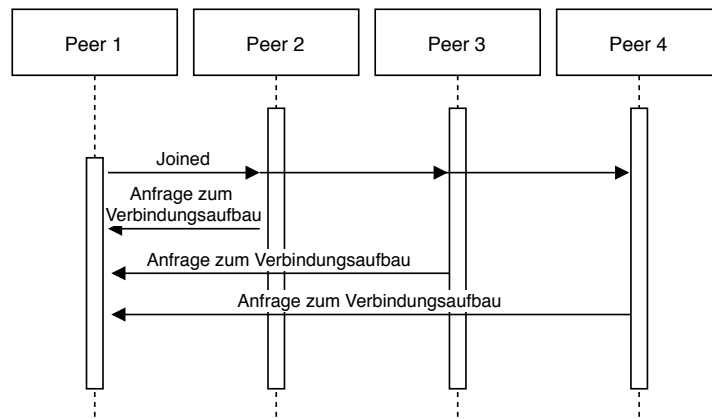 Peer 1
Peer 2
Peer 3
Peer 4
Joined
Anfrage zum
Verbindungsaufbau
Anfrage zum Verbindungsaufbau
Anfrage zum Verbindungsaufbau